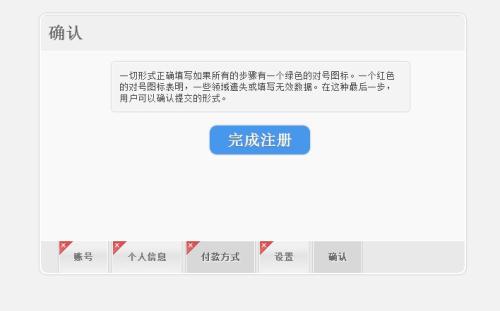 确认
一切形式正确填写如果所有的步骤有一个绿色的对号图标。一个红色
的对号图标表明，一些领域遗失或填写无效数据。在这种最后一步，
用户可以确认提交的形式。
完成注册
账号 个人信息 付款方式 设置 确认